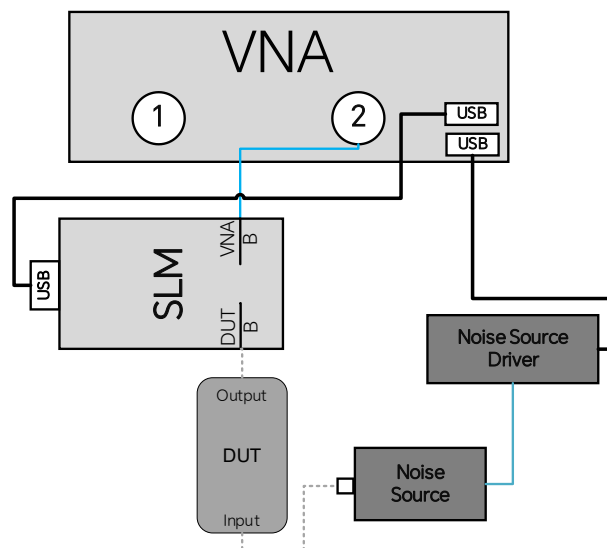 VNA
1
2
USB
USB
VNA
B
USB
SLM
DUT
B
Noise Source
Driver
Output
DUT
Input
Noise
Source